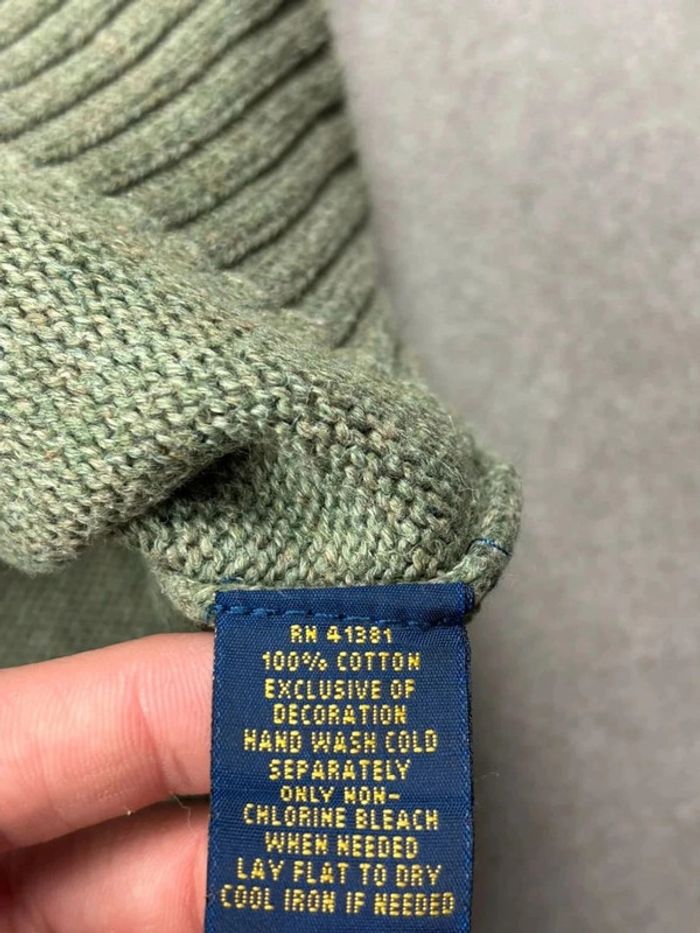 RN 41381
100% COTTON
EXCLUSIVE OF
DECORATION
HAND WASH COLD
SEPARATELY
ONLY NON-
CHLORINE BLEACH
WHEN NEEDED
LAY FLAT TO DRY
COOL IRON IF NEEDED